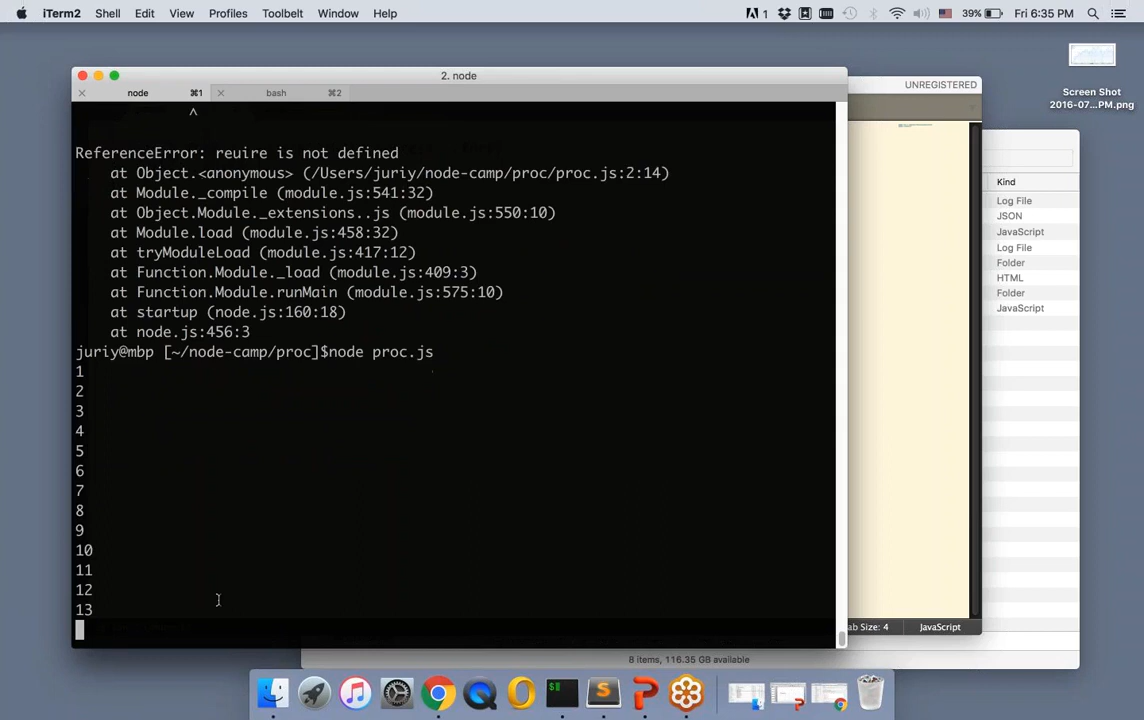 iTerm2 Shell Edit View Profiles Toolbelt Window Help 1 39% Fri 6:35 PM
2. node
node ⌘1 bash ⌘2
UNREGISTERED
Screen Shot
2016-07...PM.png
^
ReferenceError: reuire is not defined
at Object.<anonymous> (/Users/juriy/node-camp/proc/proc.js:2:14)
at Module._compile (module.js:541:32)
at Object.Module._extensions..js (module.js:550:10)
at Module.load (module.js:458:32)
at tryModuleLoad (module.js:417:12)
at Function.Module._load (module.js:409:3)
at Function.Module.runMain (module.js:575:10)
at startup (node.js:160:18)
at node.js:456:3
juriy@mbp [~/node-camp/proc]$node proc.js
1
2
3
4
5
6
7
8
9
10
11
12
13
Kind
Log File
JSON
JavaScript
Log File
Folder
HTML
Folder
JavaScript
ab Size: 4 JavaScript
8 items, 116.35 GB available